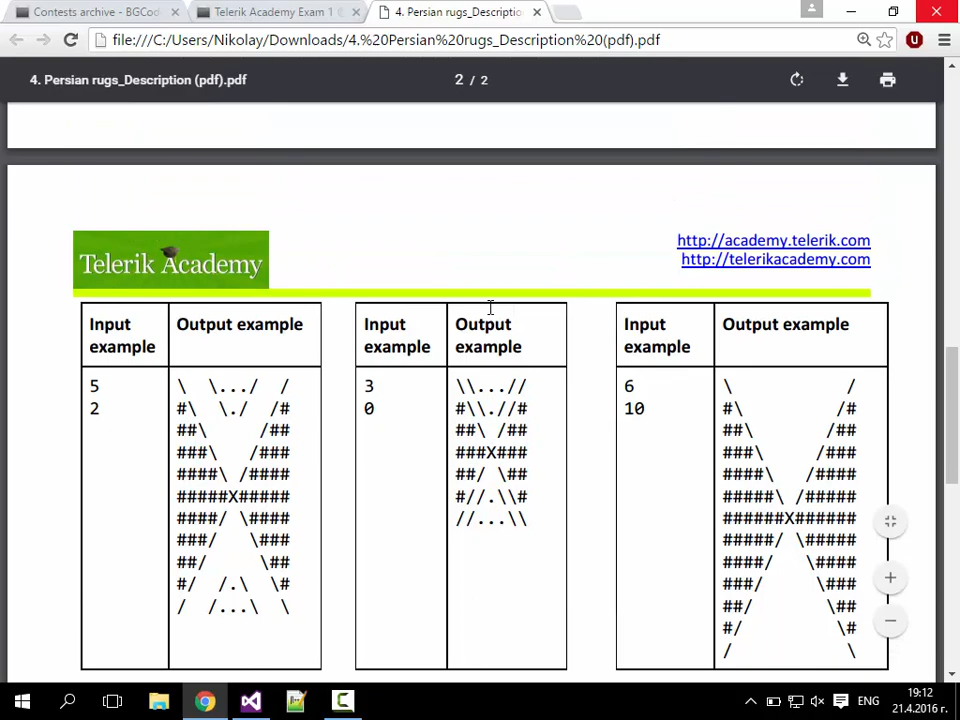 Contests archive - BGCod
Telerik Academy Exam 1 @
4. Persian rugs_Descriptio
file:///C:/Users/Nikolay/Downloads/4.%20Persian%20rugs_Description%20(pdf).pdf
4. Persian rugs_Description (pdf).pdf
2 / 2
Telerik Academy
http://academy.telerik.com
http://telerikacademy.com
Input example
Output example
5
2
\  \.../  /
#\  \./  /#
##\     /##
###\   /###
####\ /####
#####X#####
####/ \####
###/   \###
##/     \##
#/  /.\  \#
/  /...\  \
Input example
Output example
3
0
\\...//
#\\.//#
##\ /##
###X###
##/ \##
#//.\\#
//...\\
Input example
Output example
6
10
\           /
#\         /#
##\       /##
###\     /###
####\   /####
#####\ /#####
######X######
#####/ \#####
####/   \####
###/     \###
##/       \##
#/         \#
/           \
ENG
19:12
21.4.2016 г.